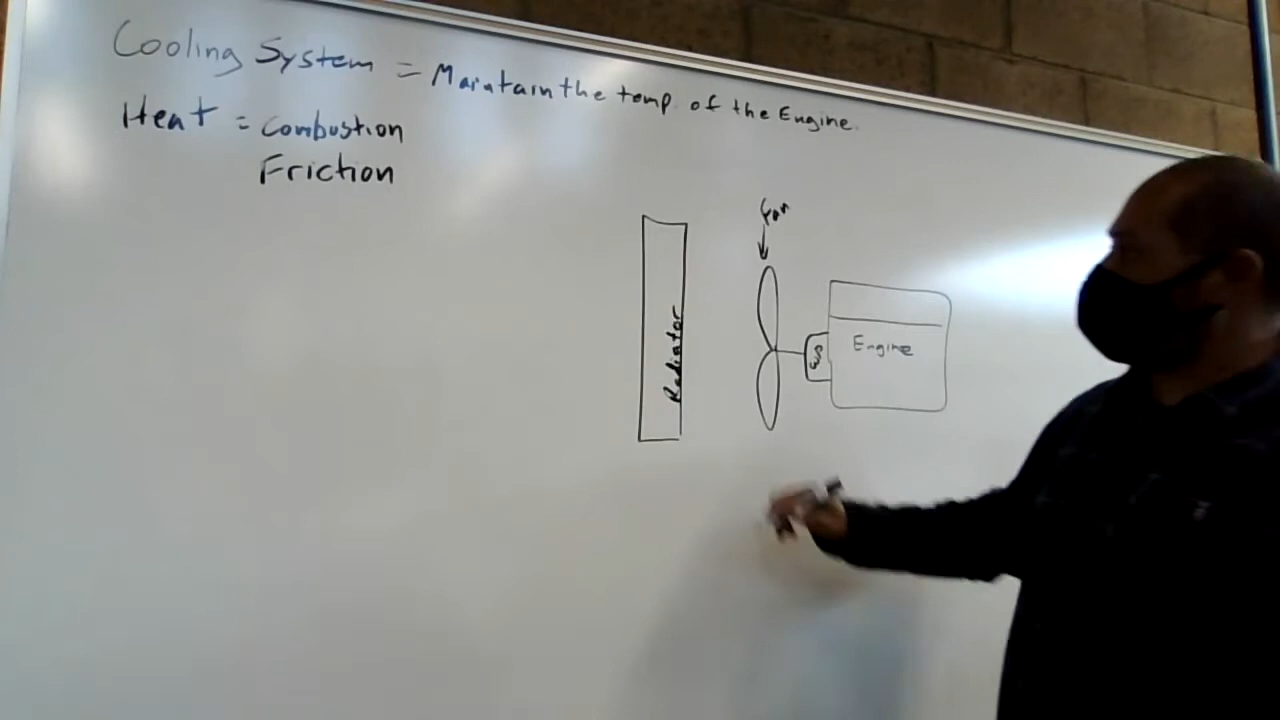 Cooling System = Maintain the temp. of the Engine.
Heat = Combustion
Friction
fan
Radiator
Engine